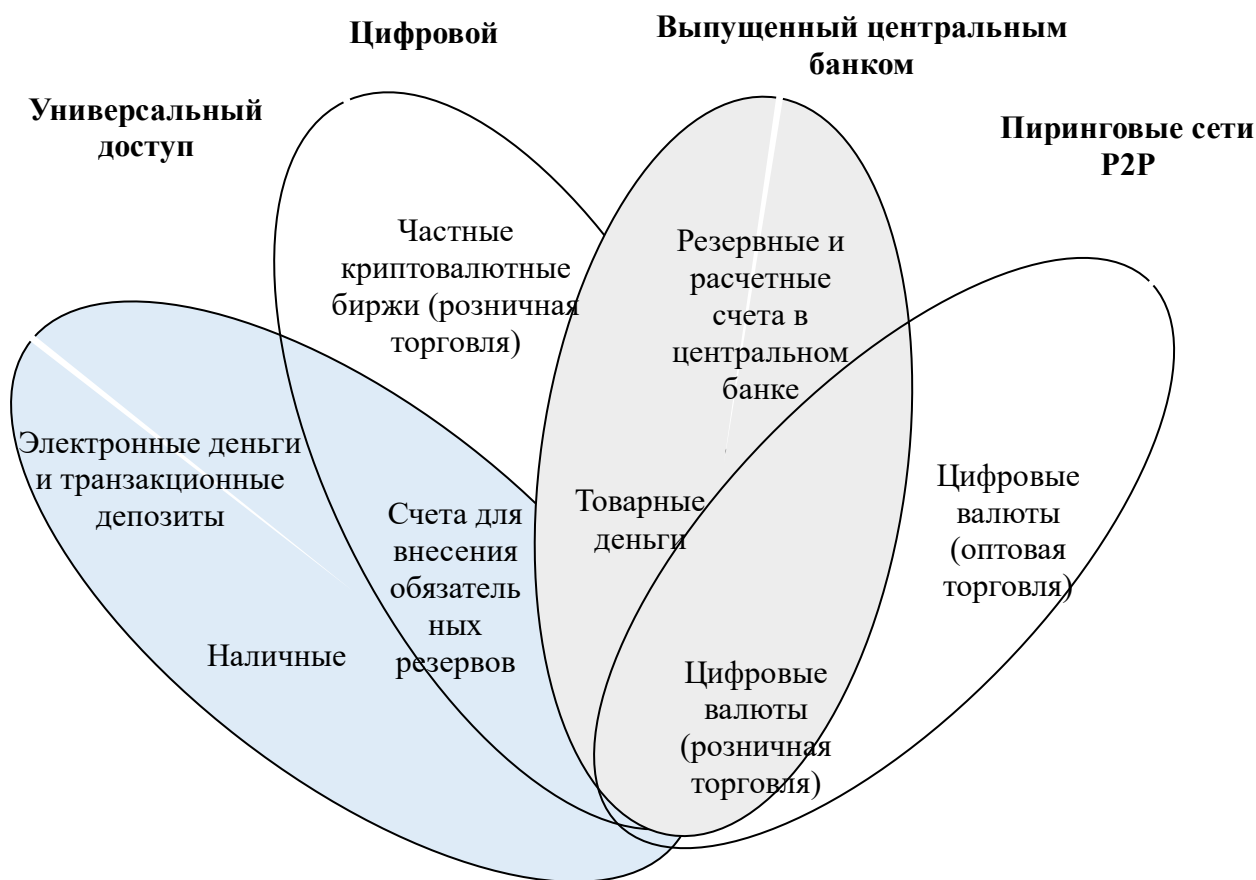 Цифровой
Выпущенный центральным
банком
Универсальный
доступ
Пиринговые сети
P2P
Частные
криптовалютные
биржи (розничная
торговля)
Резервные и
расчетные
счета в
центральном
банке
Электронные деньги
и транзакционные
депозиты
Счета для
внесения
обязатель
ных
резервов
Товарные
деньги
Цифровые
валюты
(оптовая
торговля)
Наличные
Цифровые
валюты
(розничная
торговля)